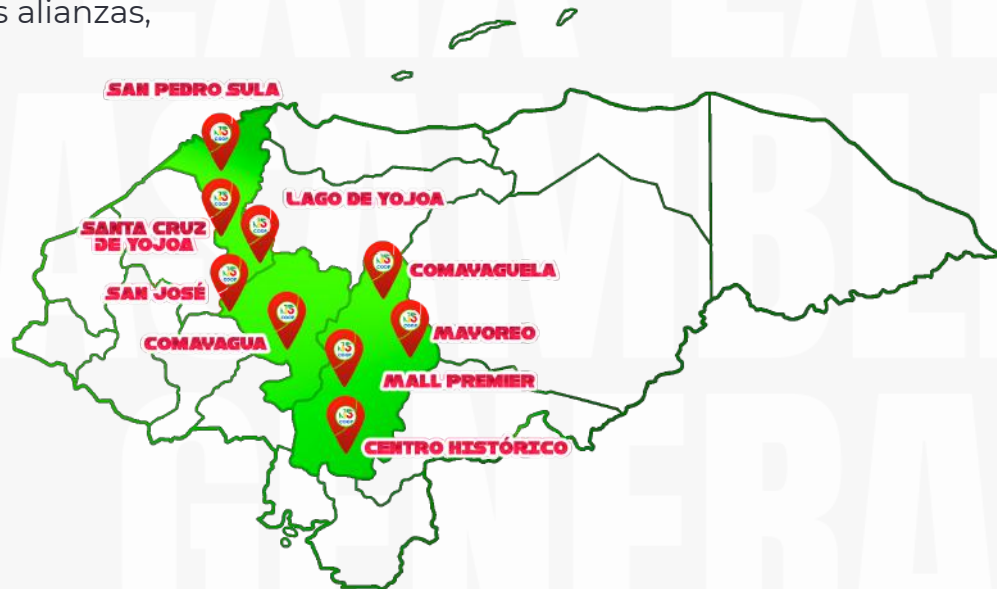 s alianzas,
SAN PEDRO SULA
LAGO DE YOJOA
SANTA CRUZ
DE YOJOA
COMAYAGUELA
SAN JOSÉ
MAYOREO
COMAYAGUA
MALL PREMIER
CENTRO HISTÓRICO